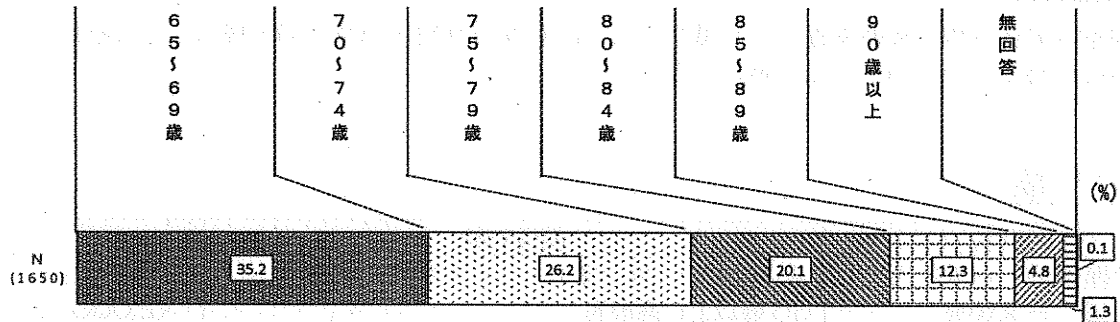 65～69歳
70～74歳
75～79歳
80～84歳
85～89歳
90歳以上
無回答
(%)
N
(1650)
35.2
26.2
20.1
12.3
4.8
0.1
1.3